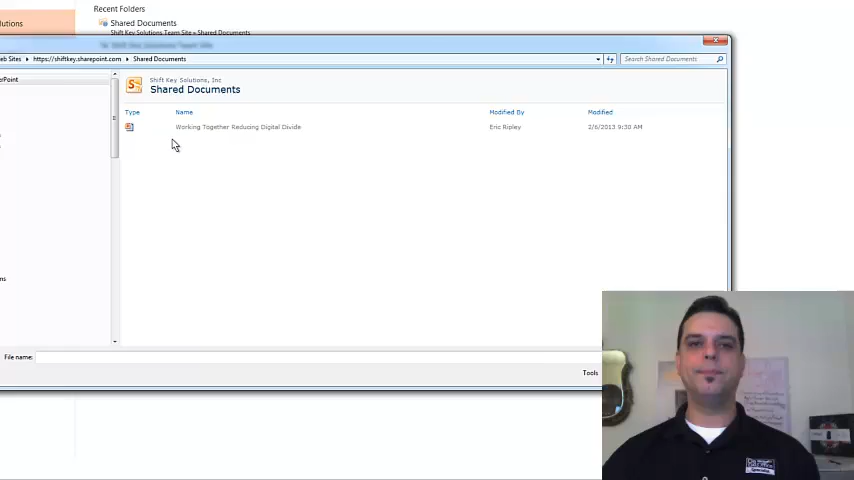 Recent Folders
lutions
Shared Documents
Shift Key Solutions Team Site » Shared Documents
eb Sites https://shiftkey.sharepoint.com Shared Documents
Search Shared Documents
erPoint
Shift Key Solutions, Inc
Shared Documents
Type Name Modified By Modified
Working Together Reducing Digital Divide Eric Ripley 2/6/2013 9:30 AM
ns
File name:
Tools